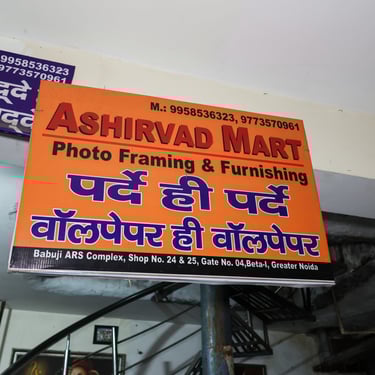 9958536323
9773570961
M.: 9958536323, 9773570961
ASHIRVAD MART
Photo Framing & Furnishing
पर्दे ही पर्दे
वॉलपेपर ही वॉलपेपर
Babuji ARS Complex, Shop No. 24 & 25, Gate No. 04,Beta-I, Greater Noida